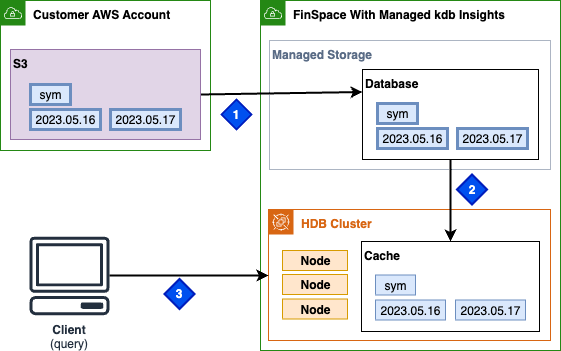 Customer AWS Account
S3
sym
2023.05.16 2023.05.17
1
FinSpace With Managed kdb Insights
Managed Storage
Database
sym
2023.05.16 2023.05.17
2
HDB Cluster
Node
Node
Node
Cache
sym
2023.05.16 2023.05.17
3
Client
(query)